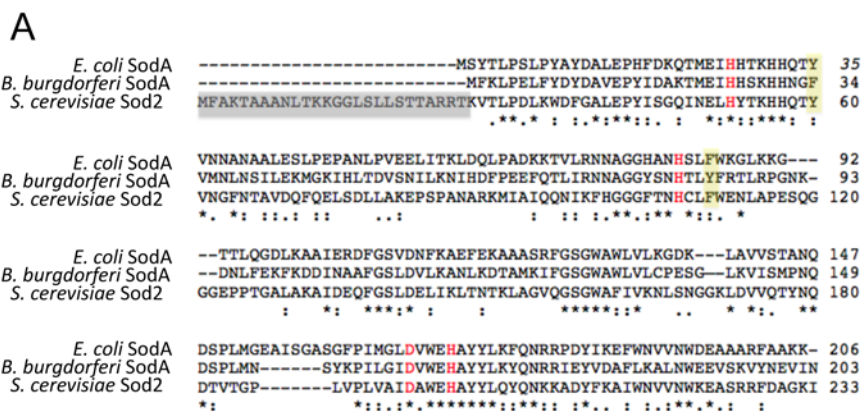 A
E. coli SodA -------------------------MSYTLPSLPYAYDALEPHFDKQTMEIHHTKHHQTY 35
B. burgdorferi SodA --------------------------MFKLPELFYDYDAVEPYIDAKTMEIHHSKHHNGF 34
S. cerevisiae Sod2 MFAKTAAANLTKKGGLSLLSTTARRTKVTLPDLKWDFGALEPYISGQINELHYTKHHQTY 60
.**.* : :.*:**:*. : *:*::***: :
E. coli SodA VNNANAALESLPEPANLPVEELITKLDQLPADKKTVLRNNAGGHANHSLFWKGLKKG--- 92
B. burgdorferi SodA VMNLNSILEKMGKIHLTDVSNILKNIHDFPEEFQTLIRNNAGGYSNHTLYFRTLRPGNK- 93
S. cerevisiae Sod2 VNGFNTAVDQFQELSDLLAKEPSPANARKMIAIQQNIKFHGGGFTNHCLFWENLAPESQG 120
*. *: ::.: : ..: : :: :.**.:** *:: *
E. coli SodA --TTLQGDLKAAIERDFGSVDNFKAEFEKAAASRFGSGWAWLVLKGDK---LAVVSTANQ 147
B. burgdorferi SodA --DNLFEKFKDDINAAFGSLDVLKANLKDTAMKIFGSGWAWLVLCPESG--LKVISMPNQ 149
S. cerevisiae Sod2 GGEPPTGALAKAIDEQFGSLDELIKLTNTKLAGVQGSGWAFIVKNLSNGGKLDVVQTYNQ 180
: *: ***:* : : *****::* .. * *:. **
E. coli SodA DSPLMGEAISGASGFPIMGLDVWEHAYYLKFQNRRPDYIKEFWNVVNWDEAAARFAAKK- 206
B. burgdorferi SodA DSPLMN------SYKPILGIDVWEHAYYLKYQNRRIEYVDAFLKALNWEEVSKVYNEVIN 203
S. cerevisiae Sod2 DTVTGP-------LVPLVAIDAWEHAYYLQYQNKKADYFKAIWNVVNWKEASRRFDAGKI 233
*: *::.:*.*******::**:: :*.. : :.:**.*.: :